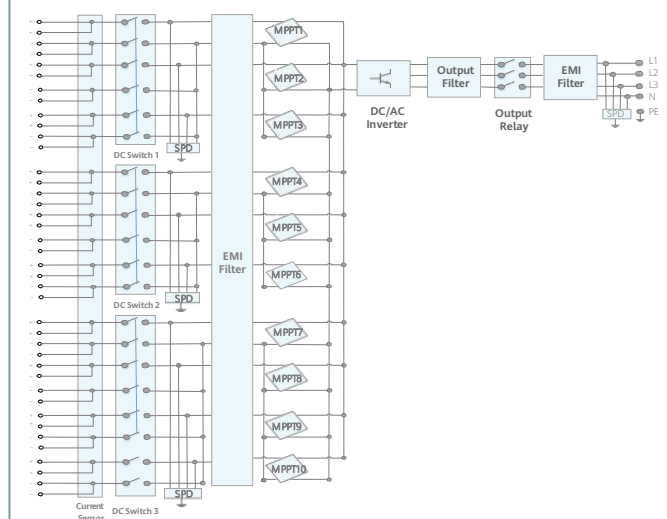 MPPT1
MPPT2
MPPT3
SPD
DC Switch 1
MPPT4
MPPT5
MPPT6
SPD
DC Switch 2
EMI
Filter
MPPT7
MPPT8
MPPT9
MPPT10
SPD
Current
Sensor
DC Switch 3
DC/AC
Inverter
Output
Filter
Output
Relay
EMI
Filter
SPD
L1
L2
L3
N
PE